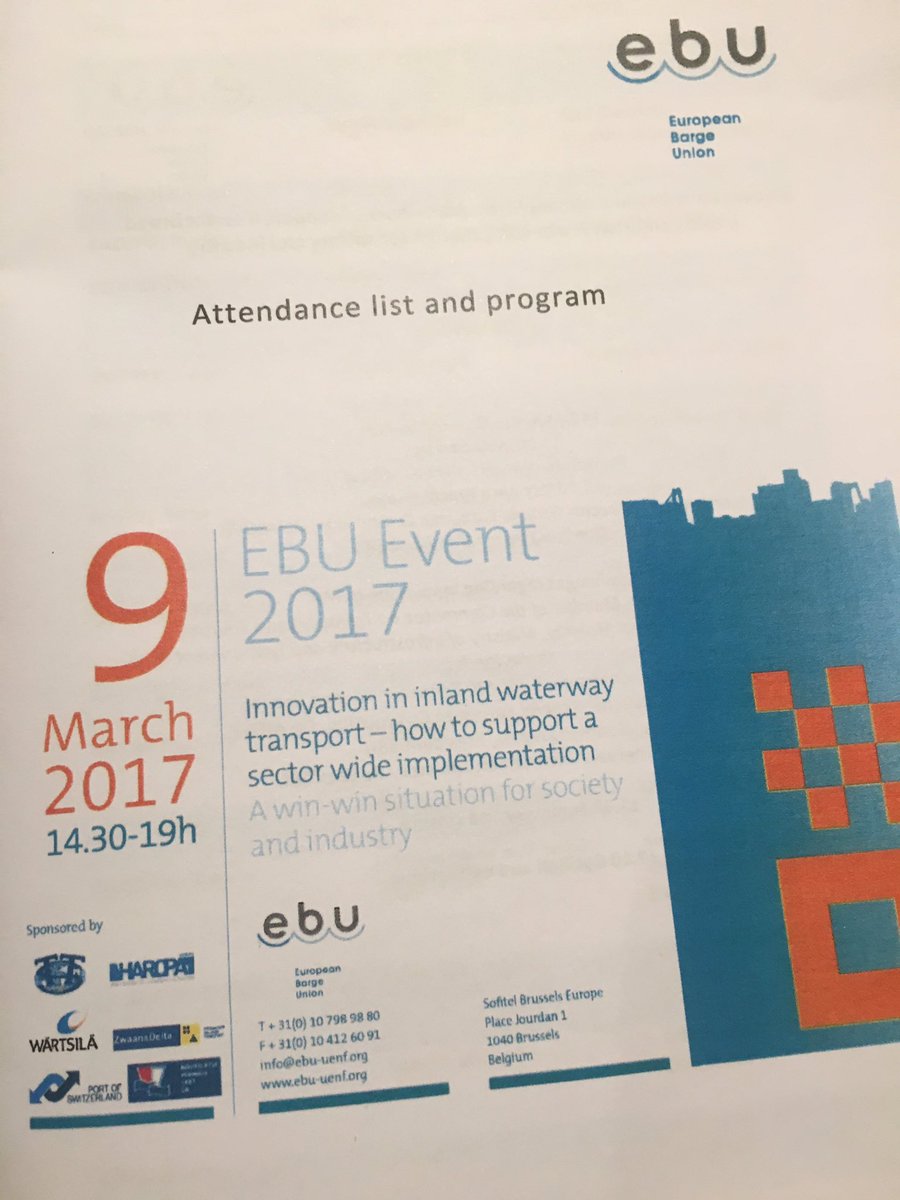 ebu
European
Barge
Union
Attendance list and program
9
March
2017
14.30-19h
EBU Event
2017
Innovation in inland waterway
transport – how to support a
sector wide implementation
A win-win situation for society
and industry
Sponsored by
HAROPA
WÄRTSILÄ
ZwaansDelta
PORT OF
SWITZERLAND
ebu
European
Barge
Union
T + 31(0) 10 798 98 80
F + 31(0) 10 412 60 91
info@ebu-uenf.org
www.ebu-uenf.org
Sofitel Brussels Europe
Place Jourdan 1
1040 Brussels
Belgium